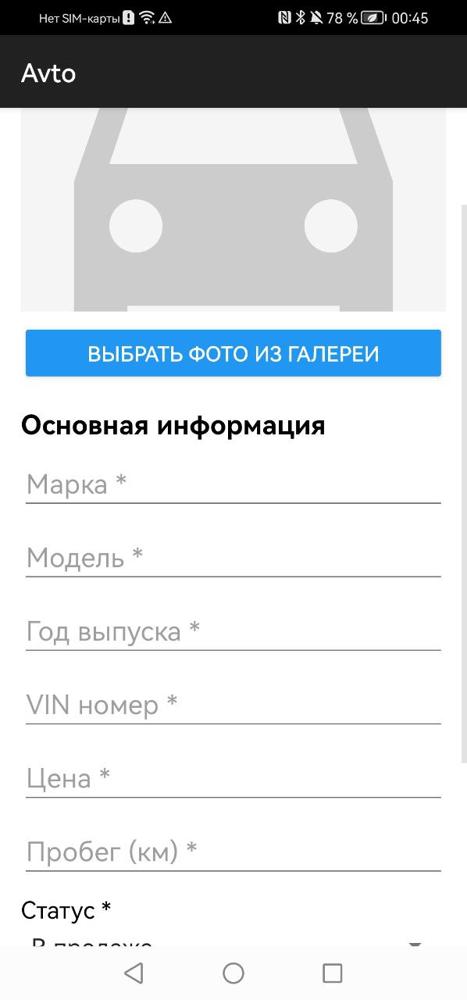 Нет SIM-карты 78 % 00:45
Avto
ВЫБРАТЬ ФОТО ИЗ ГАЛЕРЕИ
Основная информация
Марка *
Модель *
Год выпуска *
VIN номер *
Цена *
Пробег (км) *
Статус *
В продаже